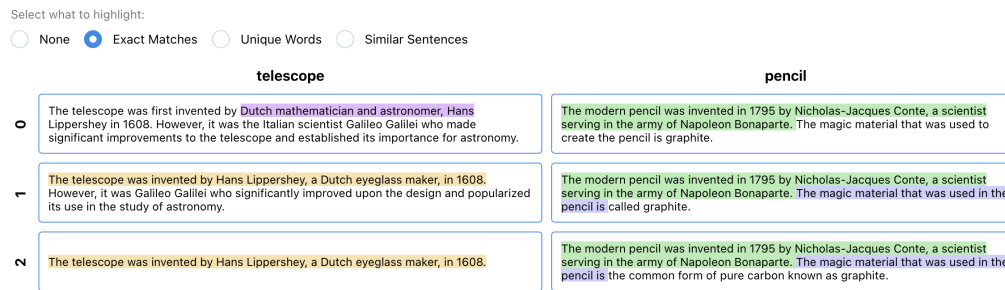 Select what to highlight:
None Exact Matches Unique Words Similar Sentences
telescope pencil
0
The telescope was first invented by Dutch mathematician and astronomer, Hans
Lippershey in 1608. However, it was the Italian scientist Galileo Galilei who made
significant improvements to the telescope and established its importance for astronomy.
The modern pencil was invented in 1795 by Nicholas-Jacques Conte, a scientist
serving in the army of Napoleon Bonaparte. The magic material that was used to
create the pencil is graphite.
1
The telescope was invented by Hans Lippershey, a Dutch eyeglass maker, in 1608.
However, it was Galileo Galilei who significantly improved upon the design and popularized
its use in the study of astronomy.
The modern pencil was invented in 1795 by Nicholas-Jacques Conte, a scientist
serving in the army of Napoleon Bonaparte. The magic material that was used in the
pencil is called graphite.
2
The telescope was invented by Hans Lippershey, a Dutch eyeglass maker, in 1608.
The modern pencil was invented in 1795 by Nicholas-Jacques Conte, a scientist
serving in the army of Napoleon Bonaparte. The magic material that was used in the
pencil is the common form of pure carbon known as graphite.